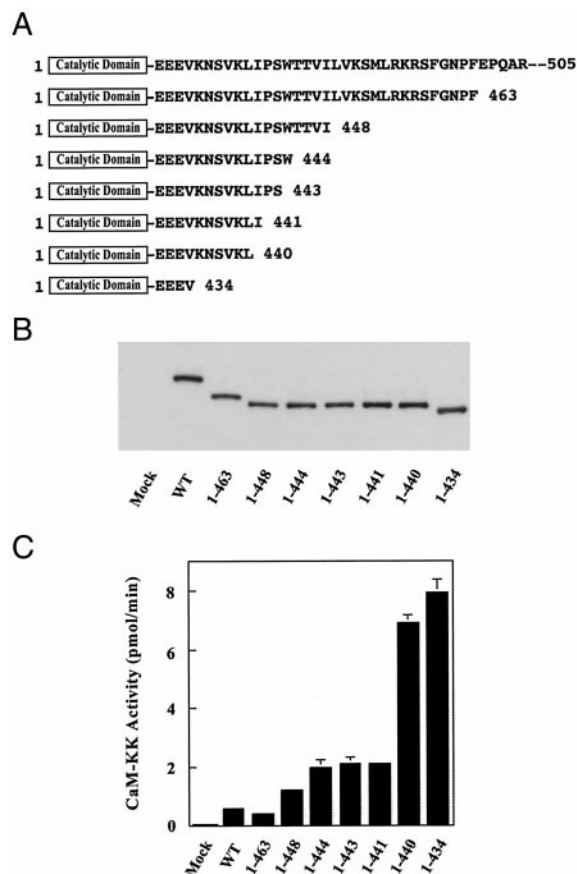 A
1 Catalytic Domain -EEEVKNSVKLIPSWTTVILVKSMLRKRSFGNPFEPQAR--505
1 Catalytic Domain -EEEVKNSVKLIPSWTTVILVKSMLRKRSFGNPF 463
1 Catalytic Domain -EEEVKNSVKLIPSWTTVI 448
1 Catalytic Domain -EEEVKNSVKLIPSW 444
1 Catalytic Domain -EEEVKNSVKLIPS 443
1 Catalytic Domain -EEEVKNSVKLI 441
1 Catalytic Domain -EEEVKNSVKL 440
1 Catalytic Domain -EEEV 434
B
Mock WT 1-463 1-448 1-444 1-443 1-441 1-440 1-434
C
CaM-KK Activity (pmol/min)
8
6
4
2
0
Mock WT 1-463 1-448 1-444 1-443 1-441 1-440 1-434